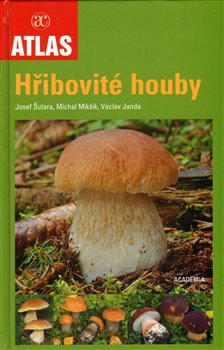 ac
ATLAS
Hřibovité houby
Josef Šutara, Michal Mikšík, Václav Janda
ACADEMIA